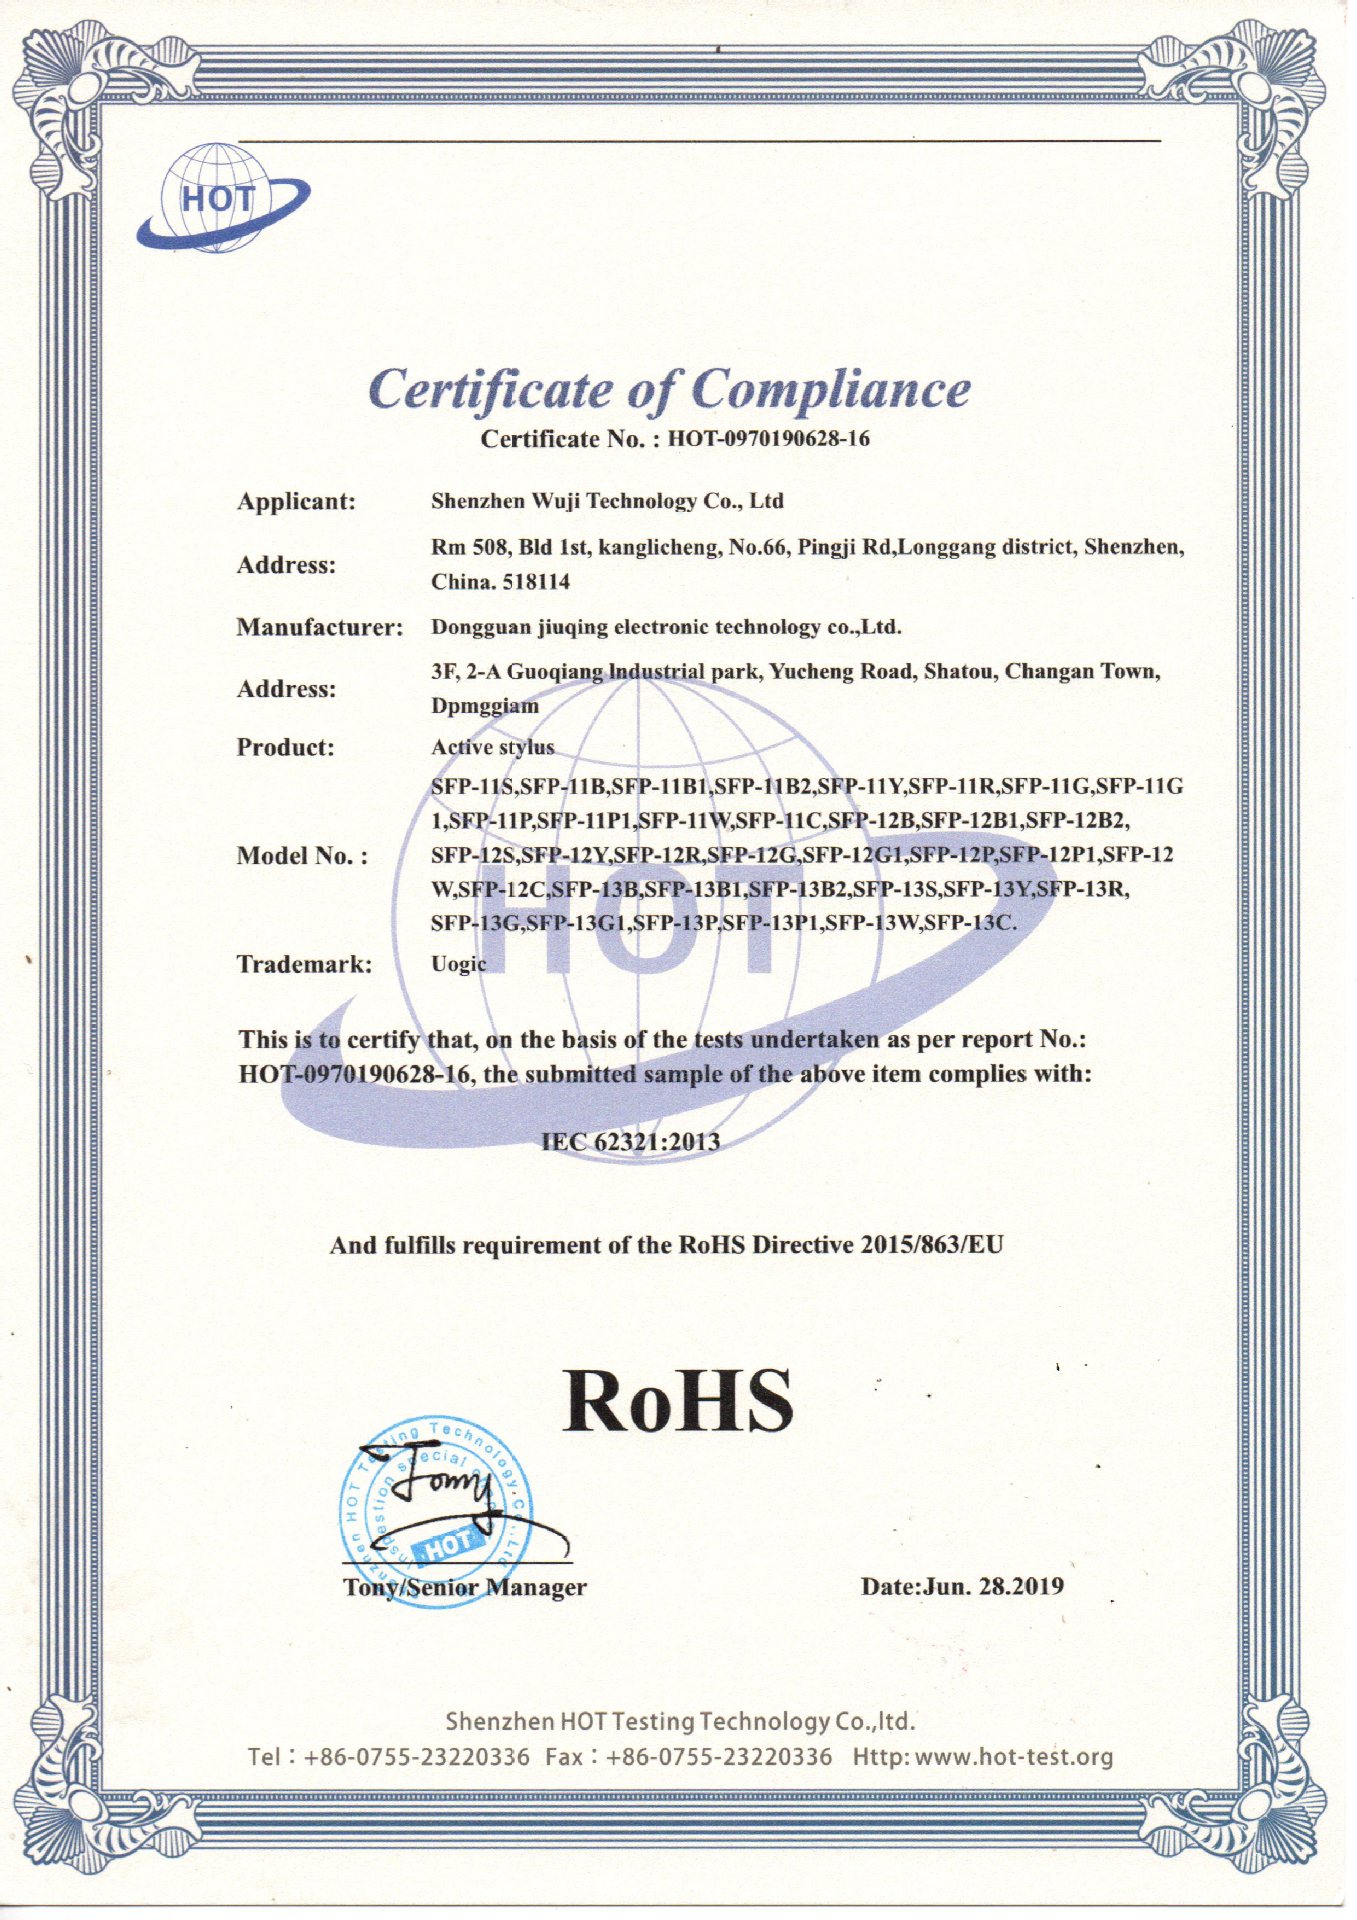 HOT
Certificate of Compliance
Certificate No. : HOT-0970190628-16
Applicant: Shenzhen Wuji Technology Co., Ltd
Address: Rm 508, Bld 1st, kanglicheng, No.66, Pingji Rd,Longgang district, Shenzhen,
China. 518114
Manufacturer: Dongguan jiuqing electronic technology co.,Ltd.
Address: 3F, 2-A Guoqiang Industrial park, Yucheng Road, Shatou, Changan Town,
Dpmggiam
Product: Active stylus
SFP-11S,SFP-11B,SFP-11B1,SFP-11B2,SFP-11Y,SFP-11R,SFP-11G,SFP-11G
1,SFP-11P,SFP-11P1,SFP-11W,SFP-11C,SFP-12B,SFP-12B1,SFP-12B2,
Model No. : SFP-12S,SFP-12Y,SFP-12R,SFP-12G,SFP-12G1,SFP-12P,SFP-12P1,SFP-12
W,SFP-12C,SFP-13B,SFP-13B1,SFP-13B2,SFP-13S,SFP-13Y,SFP-13R,
SFP-13G,SFP-13G1,SFP-13P,SFP-13P1,SFP-13W,SFP-13C.
Trademark: Uogic
HOT
This is to certify that, on the basis of the tests undertaken as per report No.:
HOT-0970190628-16, the submitted sample of the above item complies with:
IEC 62321:2013
And fulfills requirement of the RoHS Directive 2015/863/EU
RoHS
HOT Testing Technology Co.,Ltd
special
Tony
HOT
Tony/Senior Manager
Date:Jun. 28.2019
Shenzhen HOT Testing Technology Co.,ltd.
Tel : +86-0755-23220336 Fax : +86-0755-23220336 Http: www.hot-test.org